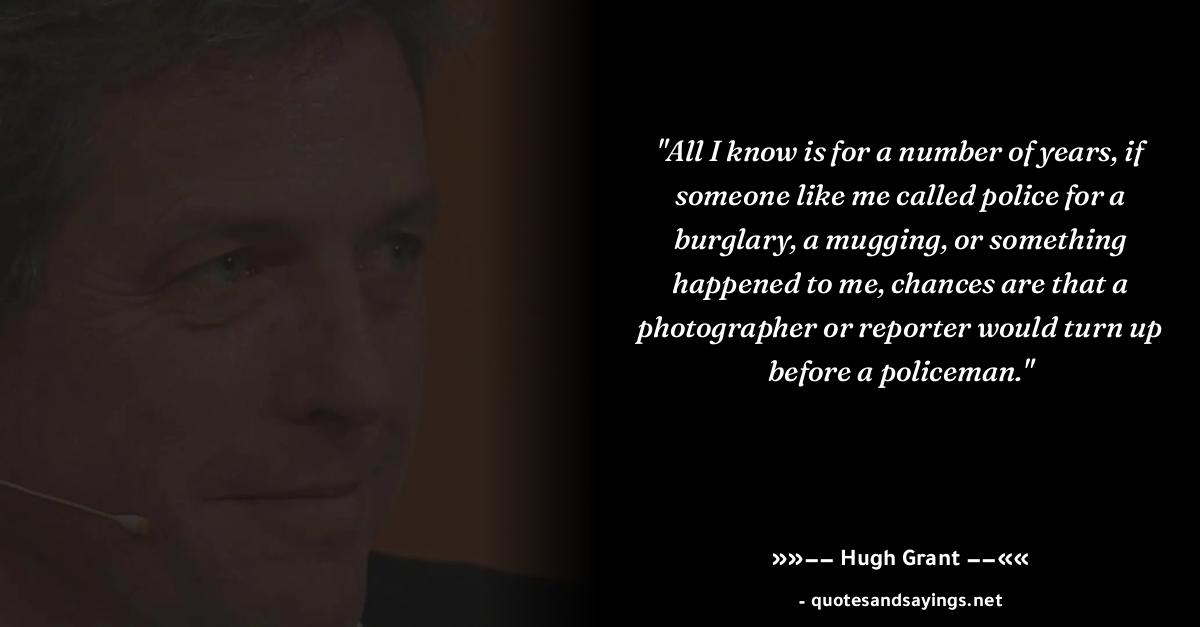 "All I know is for a number of years, if
someone like me called police for a
burglary, a mugging, or something
happened to me, chances are that a
photographer or reporter would turn up
before a policeman."
»»−− Hugh Grant −−««
- quotesandsayings.net